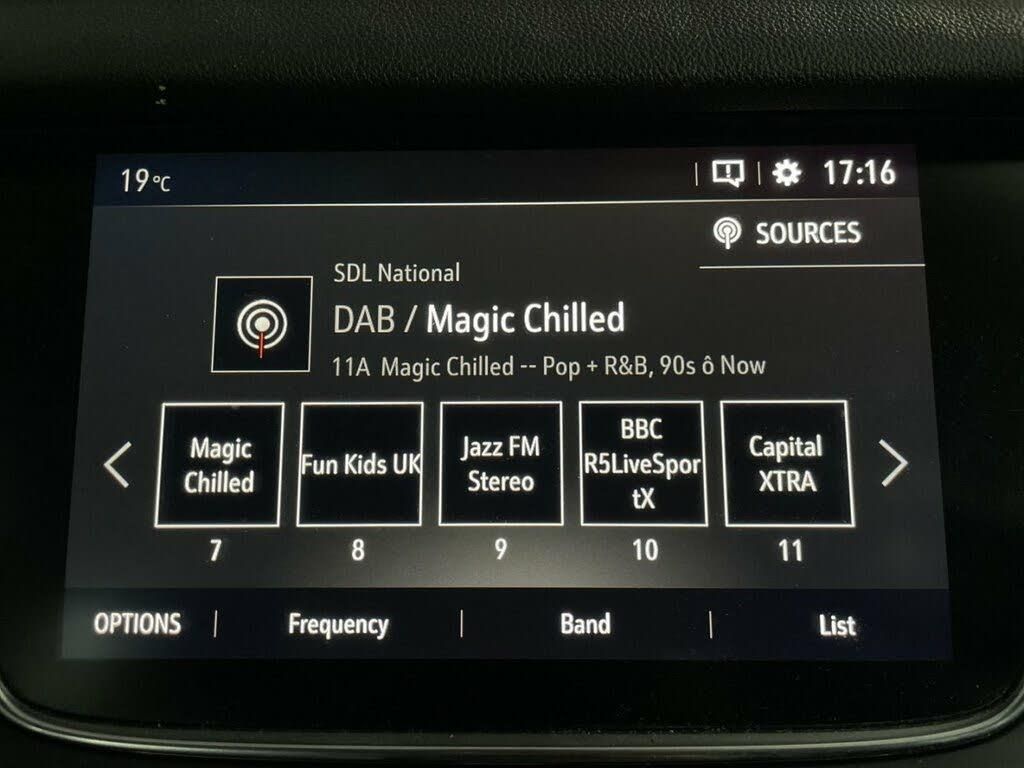 19°C
17:16
SOURCES
SDL National
DAB / Magic Chilled
11A Magic Chilled -- Pop + R&B, 90s ô Now
Magic
Chilled
Fun Kids UK
Jazz FM
Stereo
BBC
R5LiveSpor
tX
Capital
XTRA
7
8
9
10
11
OPTIONS
Frequency
Band
List